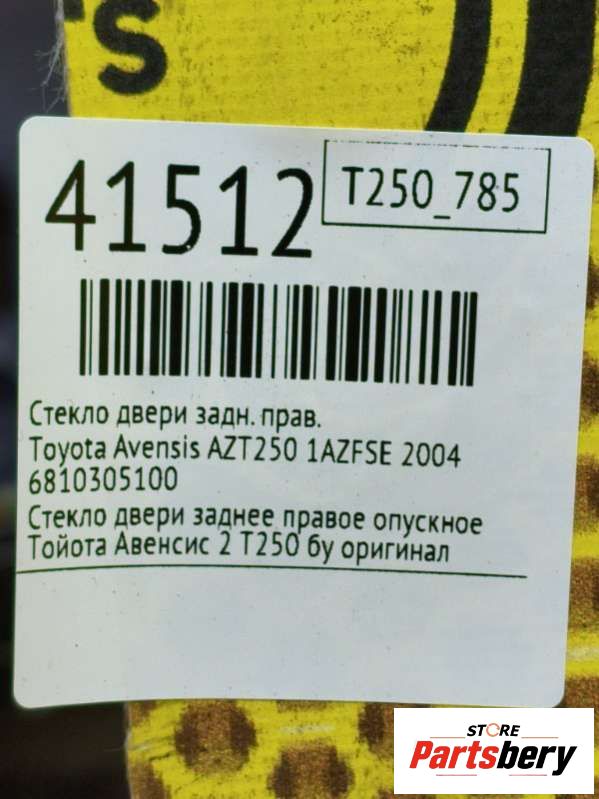 S
41512
T250_785
Стекло двери задн. прав.
Toyota Avensis AZT250 1AZFSE 2004
6810305100
Стекло двери заднее правое опускное
Тойота Авенсис 2 Т250 бу оригинал
STORE
Partsbery